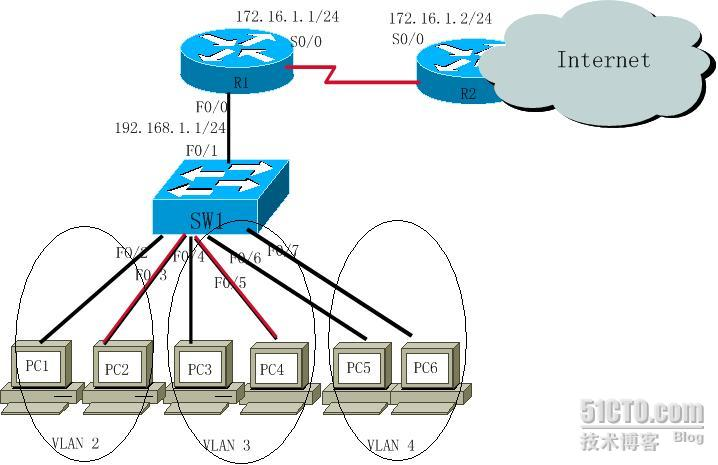 172.16.1.1/24
172.16.1.2/24
S0/0
S0/0
Internet
R1
R2
F0/0
192.168.1.1/24
F0/1
SW1
F0/2
F0/3
F0/4
F0/5
F0/6
F0/7
PC1
PC2
PC3
PC4
PC5
PC6
VLAN 2
VLAN 3
VLAN 4
51CTO.com
技术博客 Blog